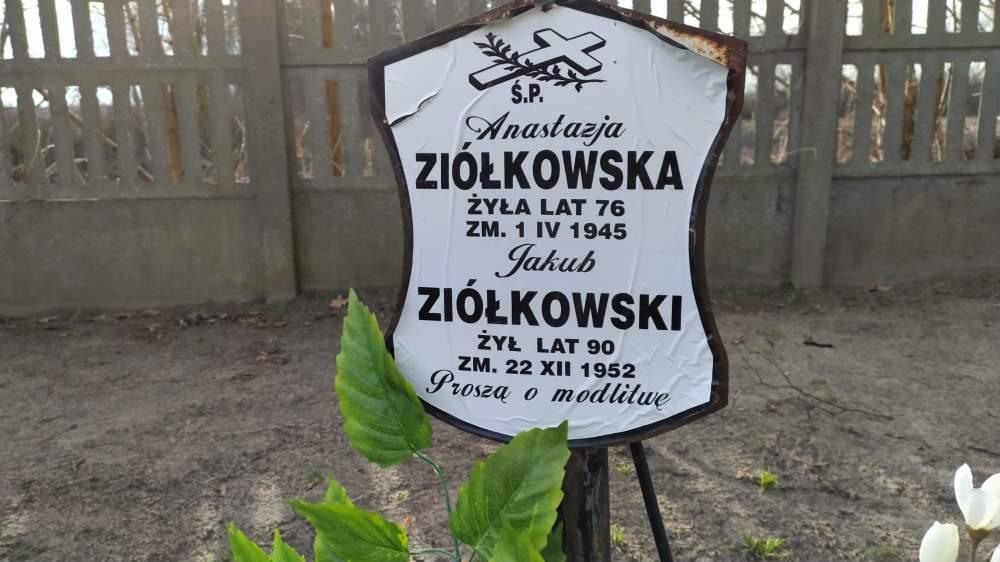 Ś.P.
Anastazja
ZIÓŁKOWSKA
ŻYŁA LAT 76
ZM. 1 IV 1945
Jakub
ZIÓŁKOWSKI
ŻYŁ LAT 90
ZM. 22 XII 1952
Proszą o modlitwę